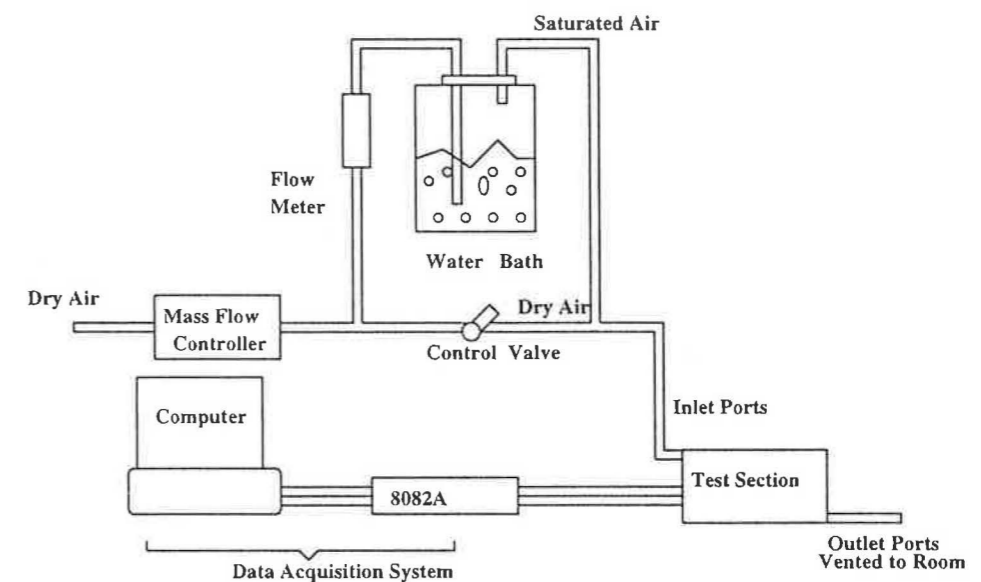 Saturated Air
Flow
Meter
Water Bath
Dry Air
Mass Flow
Controller
Dry Air
Control Valve
Computer
Inlet Ports
Test Section
8082A
Outlet Ports
Vented to Room
Data Acquisition System